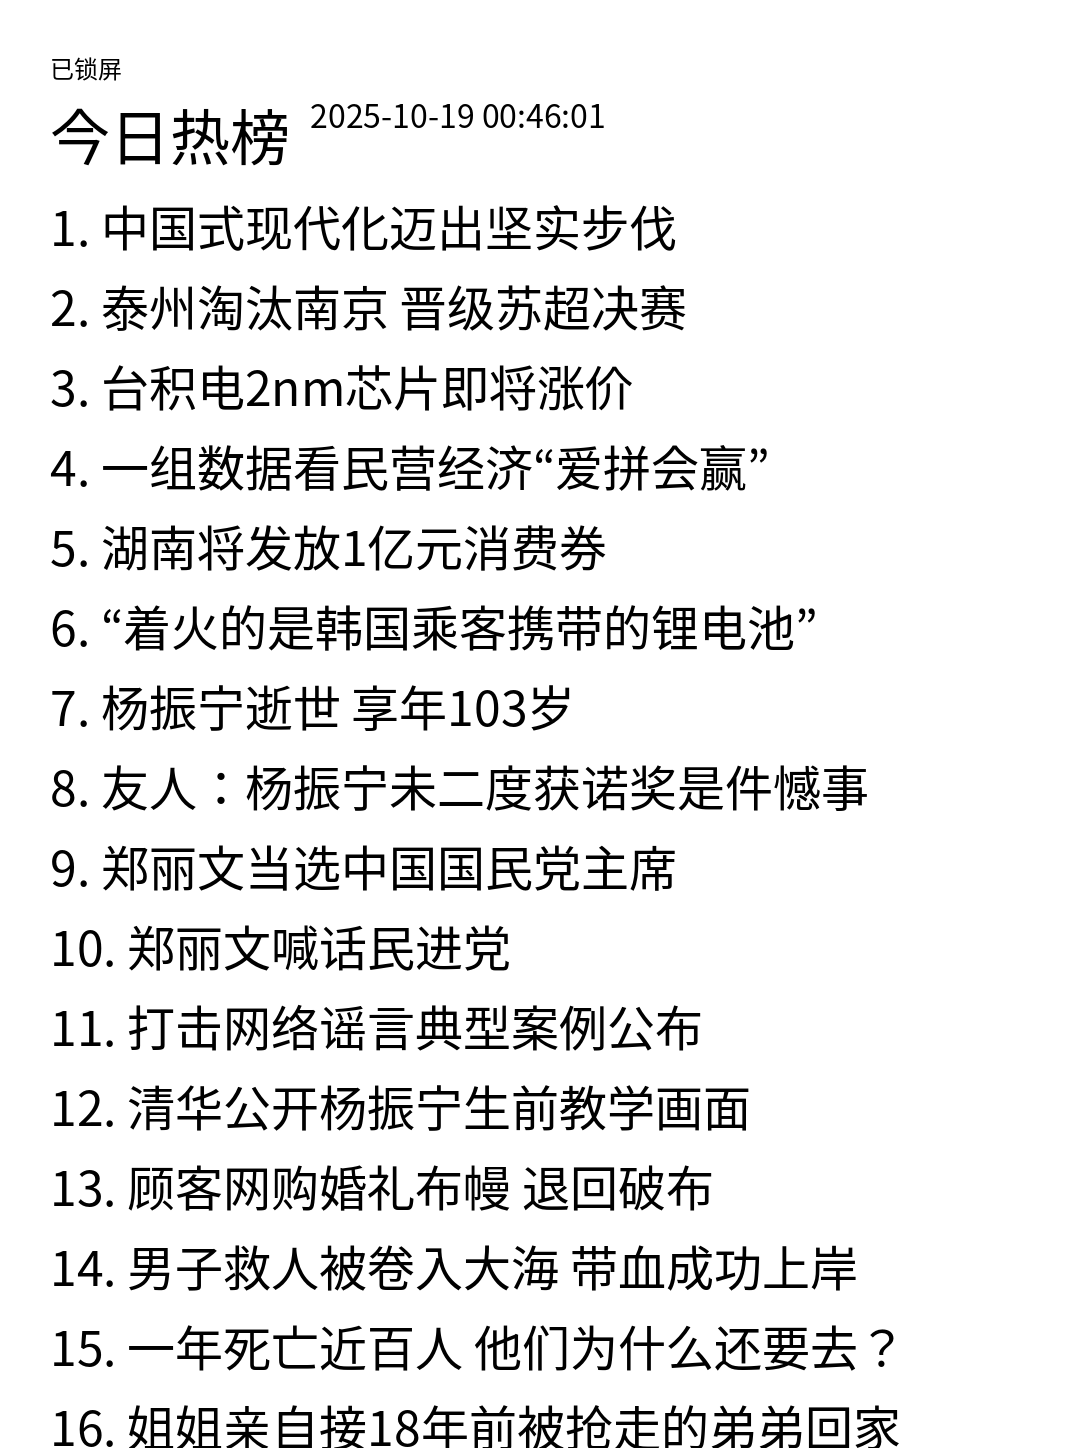 已锁屏
今日热榜 2025-10-19 00:46:01
1. 中国式现代化迈出坚实步伐
2. 泰州淘汰南京 晋级苏超决赛
3. 台积电2nm芯片即将涨价
4. 一组数据看民营经济“爱拼会赢”
5. 湖南将发放1亿元消费券
6. “着火的是韩国乘客携带的锂电池”
7. 杨振宁逝世 享年103岁
8. 友人：杨振宁未二度获诺奖是件憾事
9. 郑丽文当选中国国民党主席
10. 郑丽文喊话民进党
11. 打击网络谣言典型案例公布
12. 清华公开杨振宁生前教学画面
13. 顾客网购婚礼布幔 退回破布
14. 男子救人被卷入大海 带血成功上岸
15. 一年死亡近百人 他们为什么还要去？
16. 姐姐亲自接18年前被抢走的弟弟回家